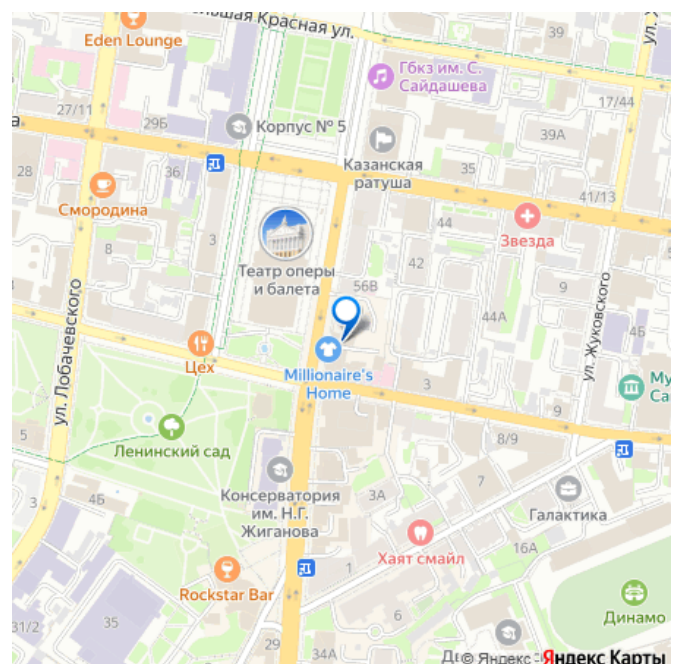 Большая Красная ул.
Eden Lounge
ул. Ж
Гбкз им. С.
Сайдашева
27/11
29Б
17/44
а
Корпус № 5
39А
Казанская
ратуша
28
36
35
Смородина
41/13
44
Звезда
8
3
42
Театр оперы
и балета
56В
9
44А
46
ул. Жуковского
ул. Лобачевского
Цех
Millionaire's
Home
3
Му
Са
5
Ленинский сад
8/9
Консерватория
им. Н.Г.
Жиганова
3
4Б
3А
7
Галактика
Хаят смайл
16А
1
Rockstar Bar
Динамо
35
6
31/2
29
34А
© Яндекс
Яндекс Карты